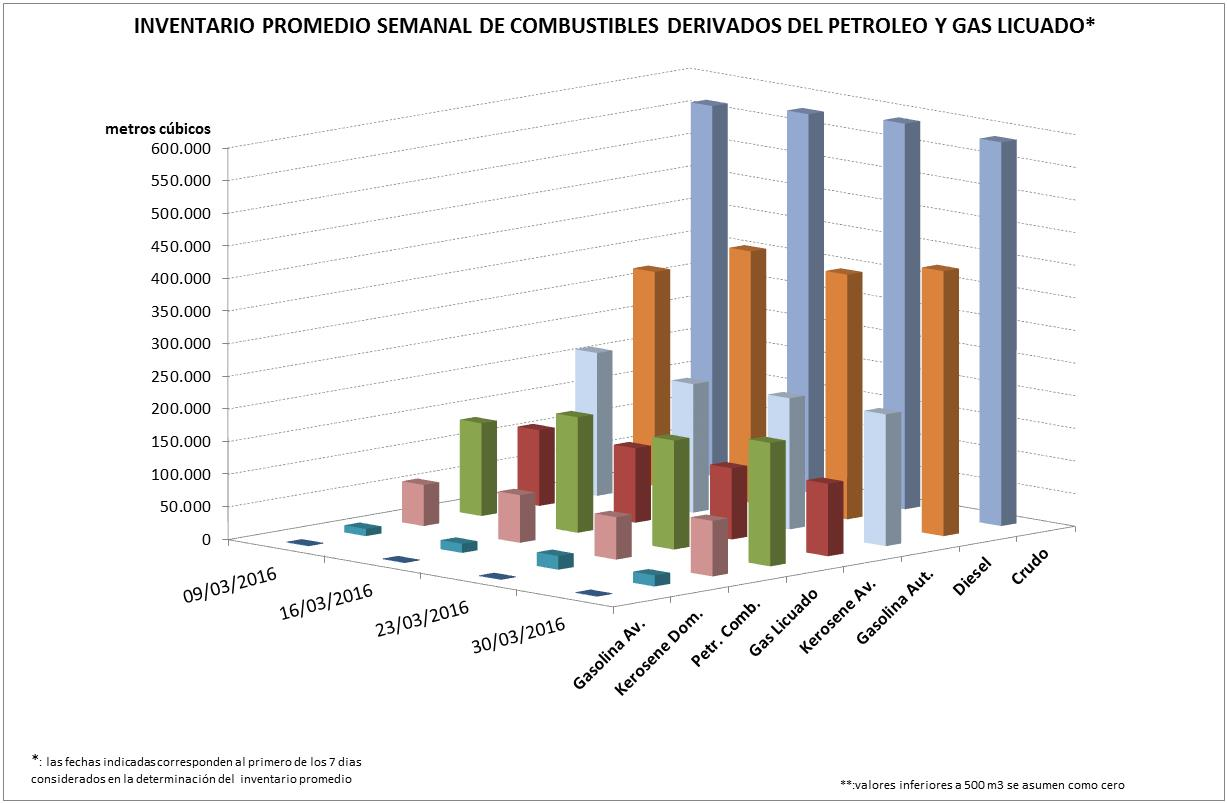 INVENTARIO PROMEDIO SEMANAL DE COMBUSTIBLES DERIVADOS DEL PETROLEO Y GAS LICUADO*
metros cúbicos
600.000
550.000
500.000
450.000
400.000
350.000
300.000
250.000
200.000
150.000
100.000
50.000
0
09/03/2016
16/03/2016
23/03/2016
30/03/2016
Gasolina Av.
Kerosene Dom.
Petr. Comb.
Gas Licuado
Kerosene Av.
Gasolina Aut.
Diesel
Crudo
*: las fechas indicadas corresponden al primero de los 7 dias
considerados en la determinación del inventario promedio
**:valores inferiores a 500 m3 se asumen como cero